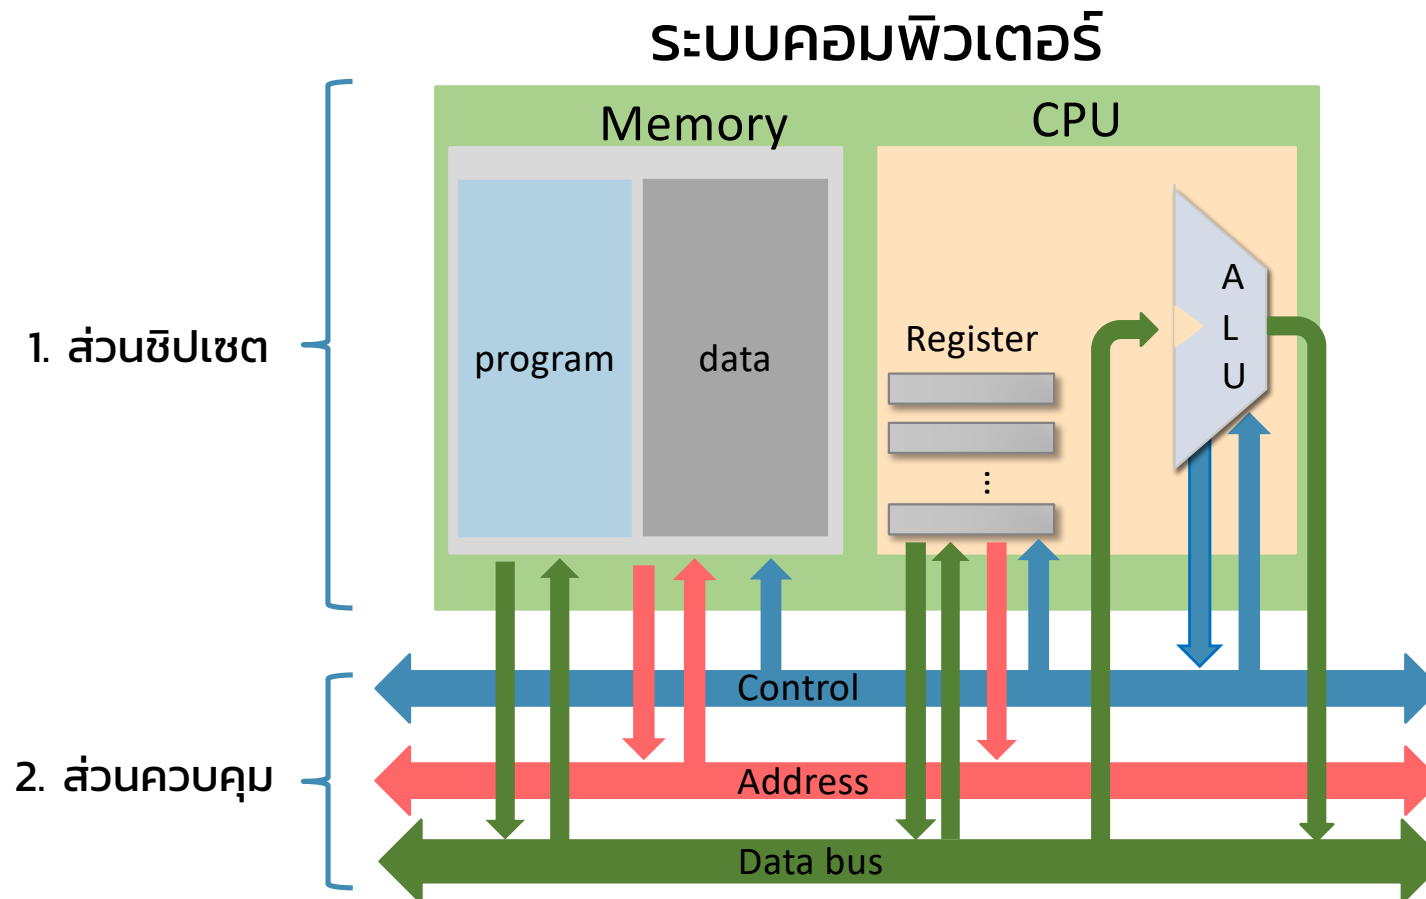 ระบบคอมพิวเตอร์
Memory
CPU
program
data
Register
...
A
L
U
1. ส่วนชิปเซต
Control
2. ส่วนควบคุม
Address
Data bus